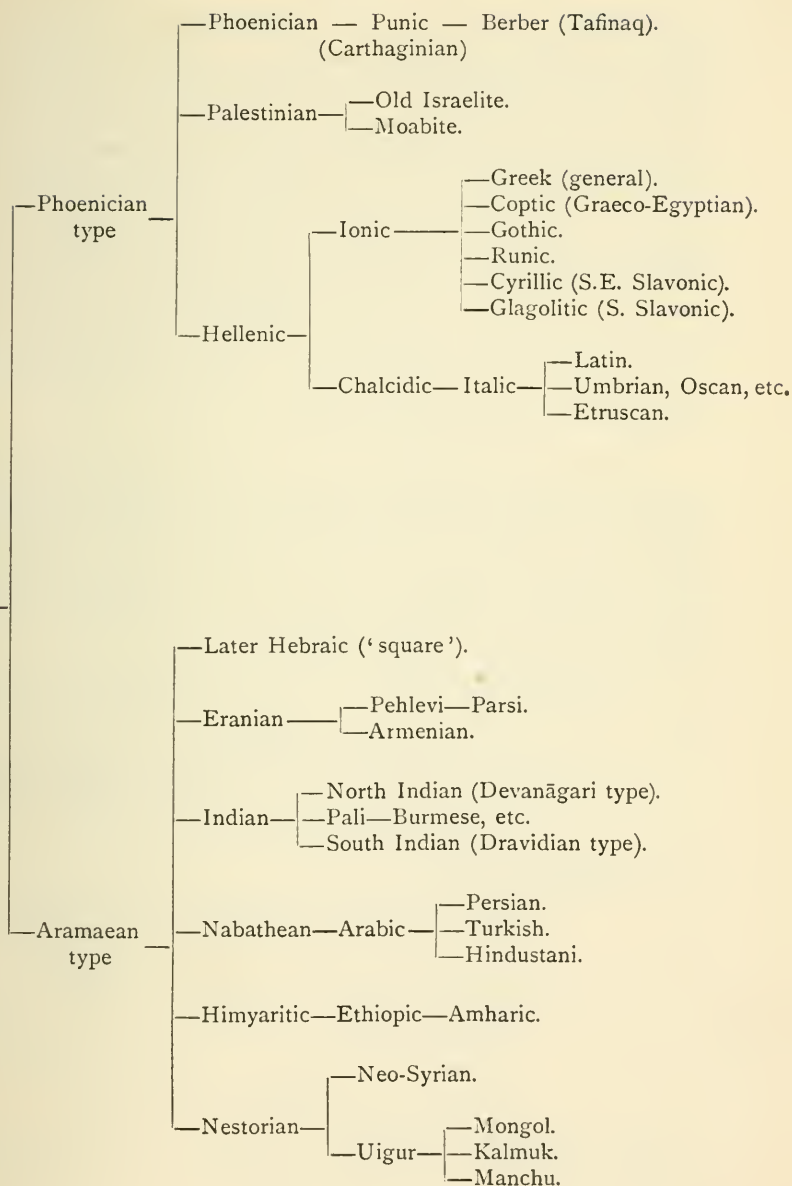 Phoenician — Punic — Berber (Tafinaq).
(Carthaginian)
Palestinian
Old Israelite.
Moabite.
Phoenician
type
Greek (general).
Coptic (Graeco-Egyptian).
Ionic
Gothic.
Runic.
Cyrillic (S.E. Slavonic).
Glagolitic (S. Slavonic).
Hellenic
Latin.
Chalcidic — Italic — Umbrian, Oscan, etc.
Etruscan.
Later Hebraic (‘square’).
Eranian
Pehlevi—Parsi.
Armenian.
North Indian (Devanāgari type).
Indian — Pali—Burmese, etc.
South Indian (Dravidian type).
Aramaean
type
Persian.
Nabathean—Arabic — Turkish.
Hindustani.
Himyaritic—Ethiopic—Amharic.
Neo-Syrian.
Nestorian
Mongol.
Uigur — Kalmuk.
Manchu.